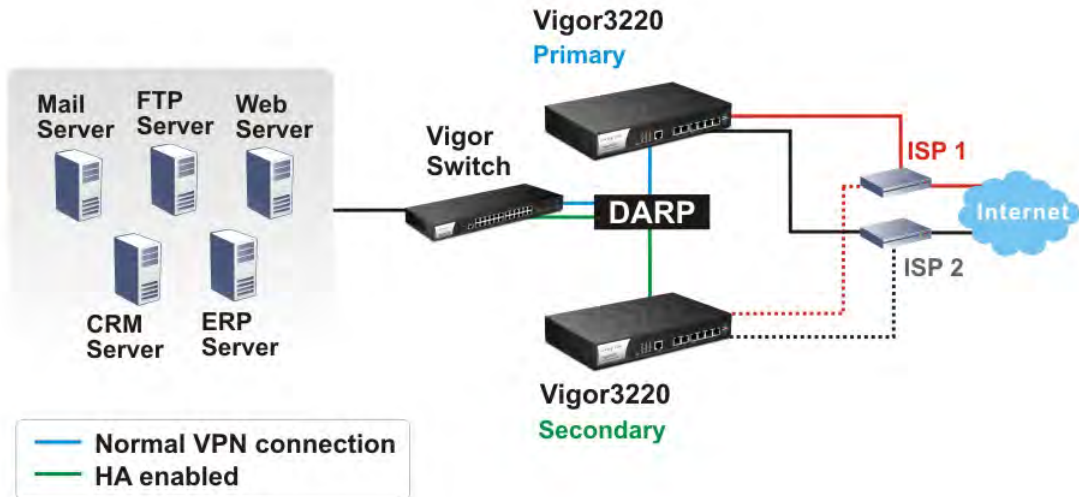 Vigor3220
Primary
Mail
Server
FTP
Server
Web
Server
Vigor
Switch
ISP 1
DARP
Internet
ISP 2
CRM
Server
ERP
Server
Vigor3220
Secondary
Normal VPN connection
HA enabled